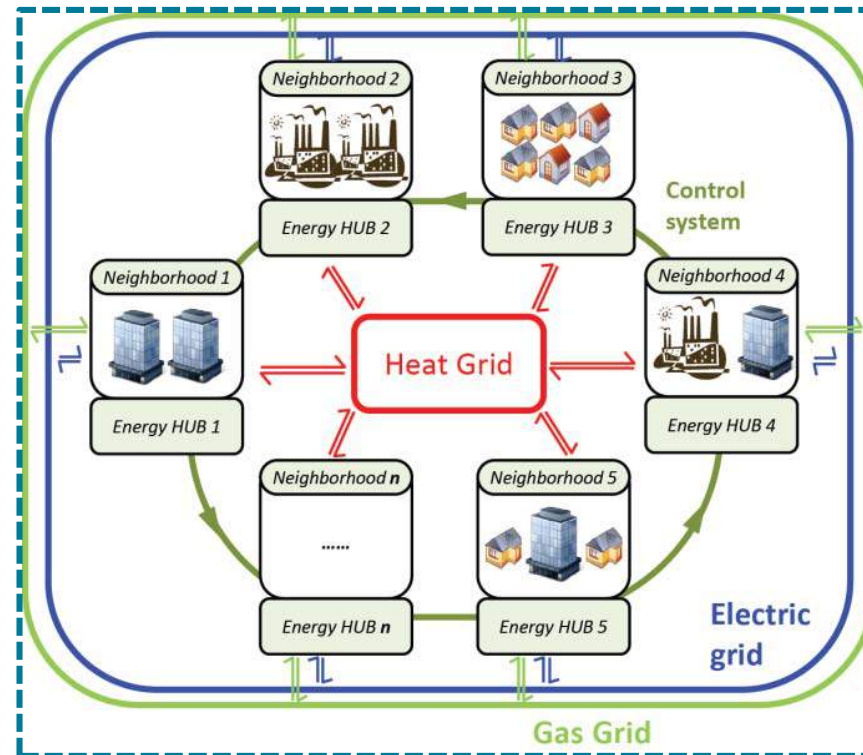 Neighborhood 2
Neighborhood 3
Energy HUB 2
Energy HUB 3
Control
system
Neighborhood 1
Neighborhood 4
Heat Grid
Energy HUB 1
Energy HUB 4
Neighborhood n
Neighborhood 5
......
Energy HUB n
Energy HUB 5
Electric
grid
Gas Grid